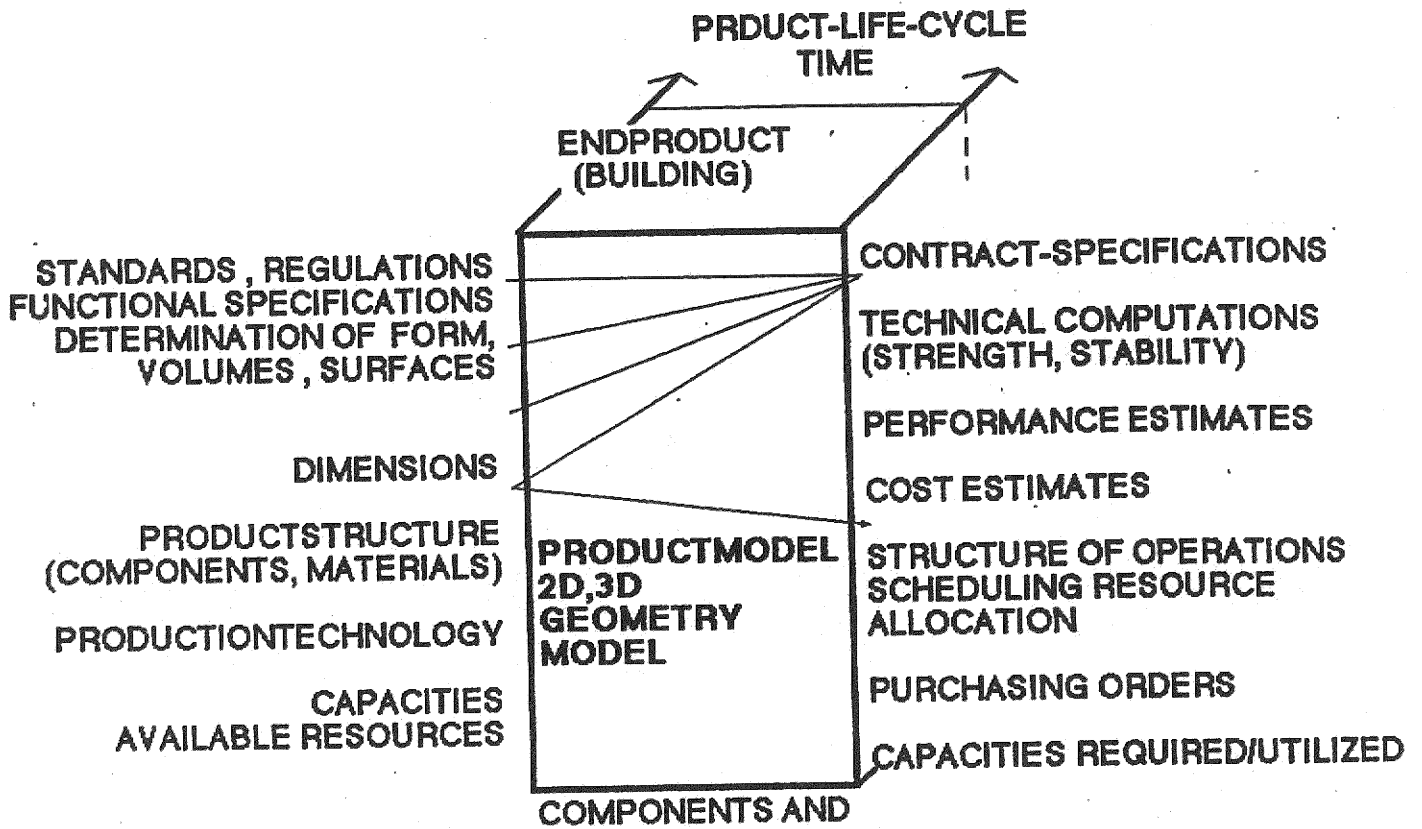 PRDUCT-LIFE-CYCLE
TIME
ENDPRODUCT
(BUILDING)
STANDARDS , REGULATIONS
FUNCTIONAL SPECIFICATIONS
DETERMINATION OF FORM,
VOLUMES , SURFACES
DIMENSIONS
PRODUCTSTRUCTURE
(COMPONENTS, MATERIALS)
PRODUCTIONTECHNOLOGY
CAPACITIES
AVAILABLE RESOURCES
PRODUCTMODEL
2D,3D
GEOMETRY
MODEL
CONTRACT-SPECIFICATIONS
TECHNICAL COMPUTATIONS
(STRENGTH, STABILITY)
PERFORMANCE ESTIMATES
COST ESTIMATES
STRUCTURE OF OPERATIONS
SCHEDULING RESOURCE
ALLOCATION
PURCHASING ORDERS
CAPACITIES REQUIRED/UTILIZED
COMPONENTS AND